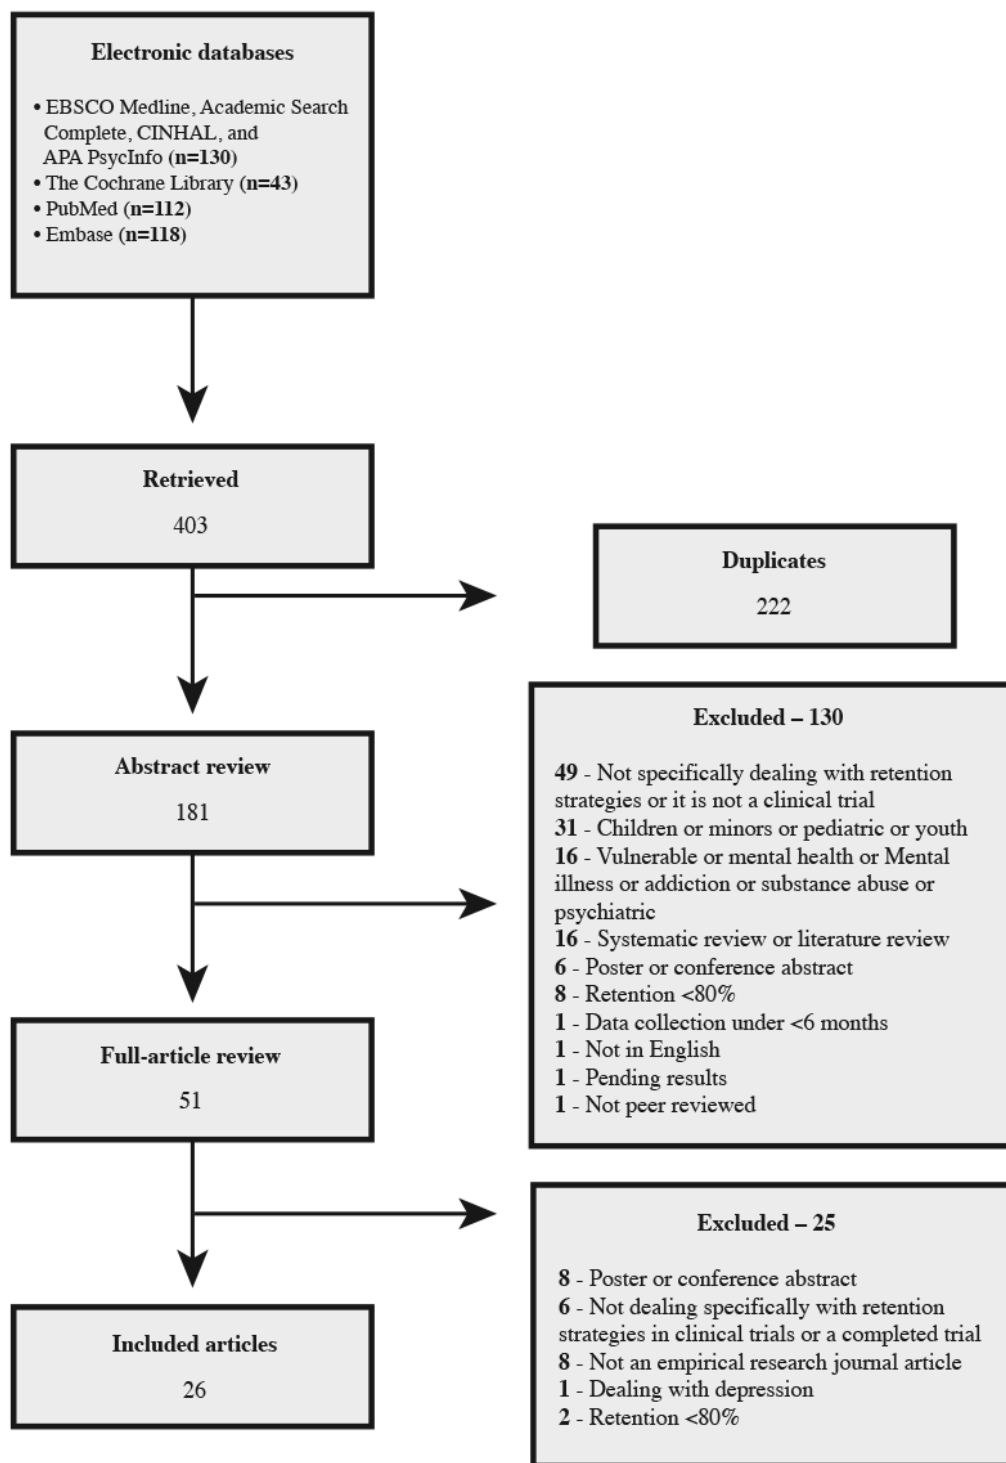 Electronic databases
• EBSCO Medline, Academic Search
Complete, CINHAL, and
APA PsycInfo (n=130)
• The Cochrane Library (n=43)
• PubMed (n=112)
• Embase (n=118)
Retrieved
403
Duplicates
222
Abstract review
181
Excluded – 130
49 - Not specifically dealing with retention
strategies or it is not a clinical trial
31 - Children or minors or pediatric or youth
16 - Vulnerable or mental health or Mental
illness or addiction or substance abuse or
psychiatric
16 - Systematic review or literature review
6 - Poster or conference abstract
8 - Retention <80%
1 - Data collection under <6 months
1 - Not in English
1 - Pending results
1 - Not peer reviewed
Full-article review
51
Excluded – 25
8 - Poster or conference abstract
6 - Not dealing specifically with retention
strategies in clinical trials or a completed trial
8 - Not an empirical research journal article
1 - Dealing with depression
2 - Retention <80%
Included articles
26